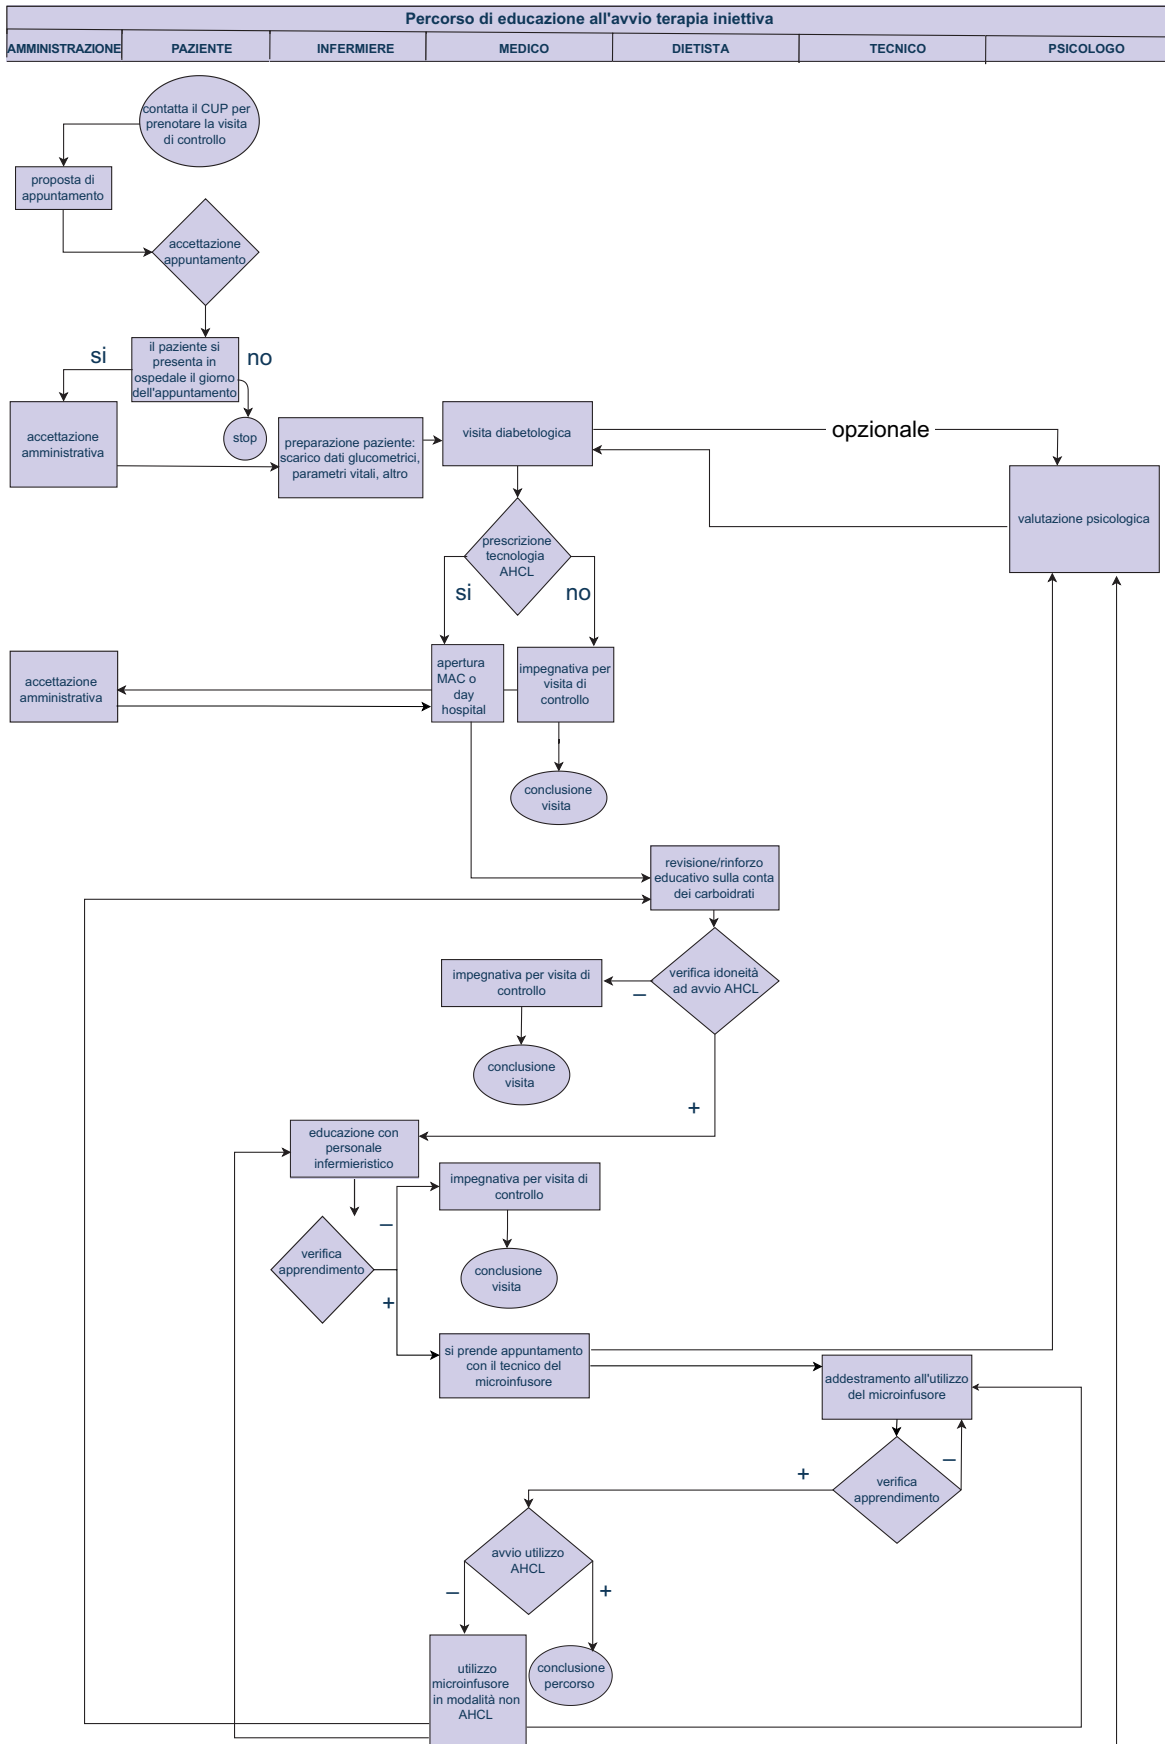 Percorso di educazione all'avvio terapia iniettiva
AMMINISTRAZIONE
PAZIENTE
INFERMIERE
MEDICO
DIETISTA
TECNICO
PSICOLOGO
contatta il CUP per
prenotare la visita
di controllo
proposta di
appuntamento
accettazione
appuntamento
il paziente si
presenta in
ospedale il giorno
dell'appuntamento
si
no
stop
accettazione
amministrativa
preparazione paziente:
scarico dati glucometrici,
parametri vitali, altro
visita diabetologica
opzionale
valutazione psicologica
prescrizione
tecnologia
AHCL
si
no
accettazione
amministrativa
apertura
MAC o
day
hospital
impegnativa per
visita di
controllo
conclusione
visita
revisione/rinforzo
educativo sulla conta
dei carboidrati
verifica idoneità
ad avvio AHCL
–
+
impegnativa per visita di
controllo
conclusione
visita
educazione con
personale
infermieristico
verifica
apprendimento
–
+
impegnativa per visita di
controllo
conclusione
visita
si prende appuntamento
con il tecnico del
microinfusore
addestramento all'utilizzo
del microinfusore
verifica
apprendimento
–
+
avvio utilizzo
AHCL
–
+
utilizzo
microinfusore
in modalità non
AHCL
conclusione
percorso